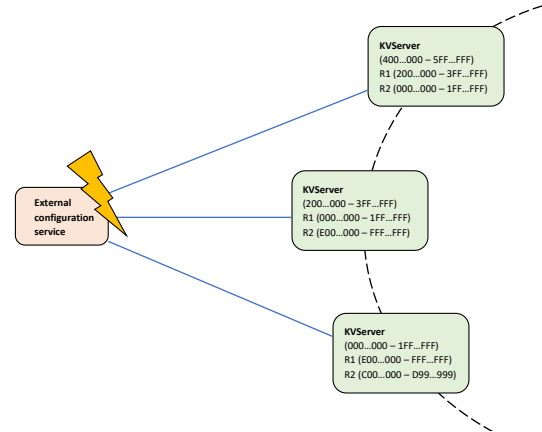 KVServer
(400...000 – 5FF...FFF)
R1 (200...000 – 3FF...FFF)
R2 (000...000 – 1FF...FFF)
KVServer
(200...000 – 3FF...FFF)
R1 (000...000 – 1FF...FFF)
R2 (E00...000 – FFF...FFF)
External
configuration
service
KVServer
(000...000 – 1FF...FFF)
R1 (E00...000 – FFF...FFF)
R2 (C00...000 – D99...999)